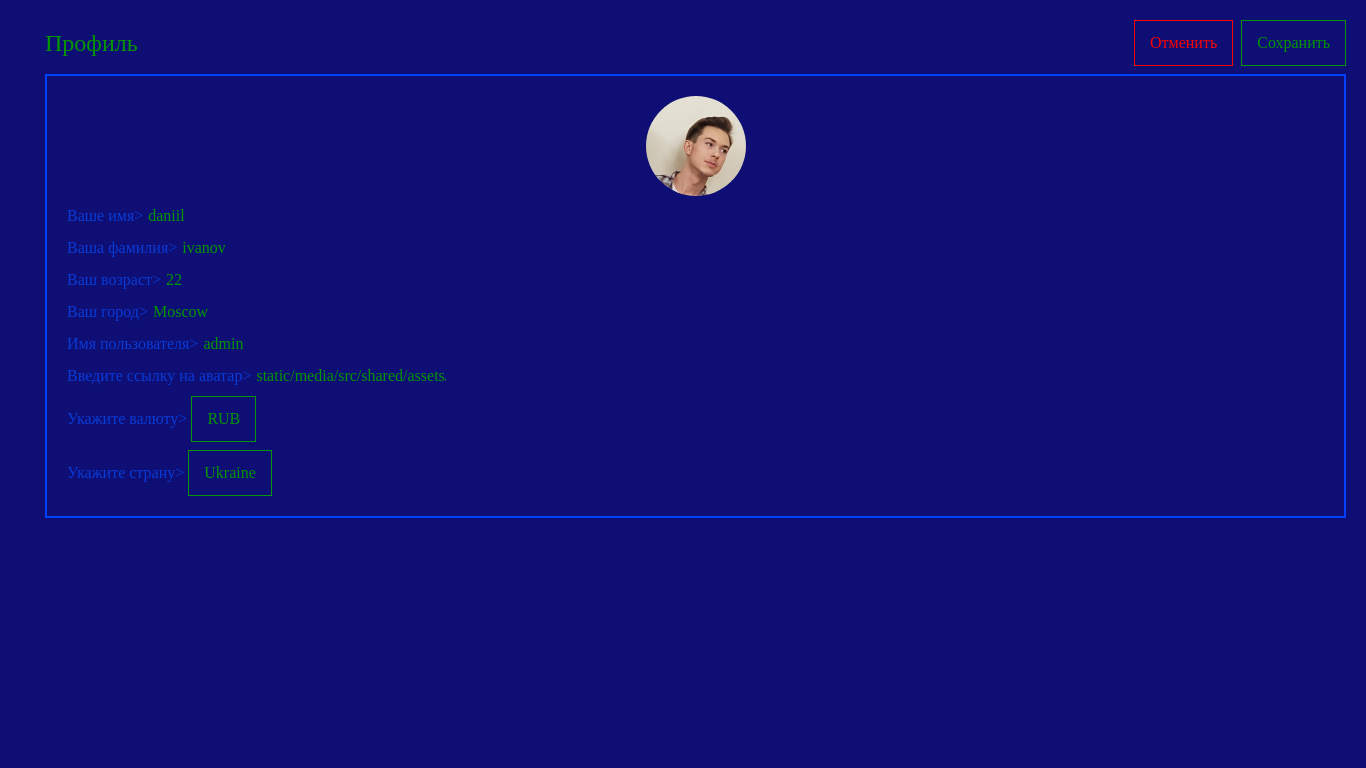 Профиль
Отменить
Сохранить
Ваше имя> daniil
Ваша фамилия> ivanov
Ваш возраст> 22
Ваш город> Moscow
Имя пользователя> admin
Введите ссылку на аватар> static/media/src/shared/assets
Укажите валюту> RUB
Укажите страну> Ukraine